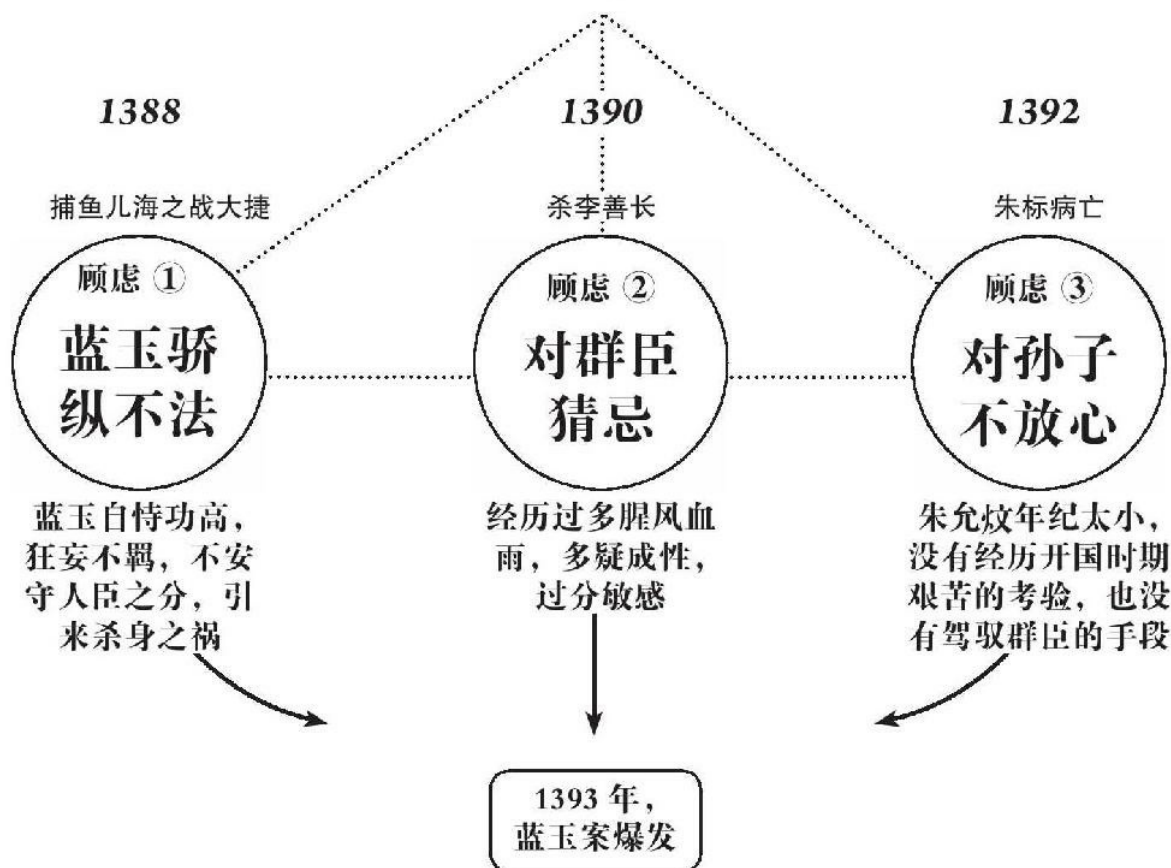 1388
捕鱼儿海之战大捷
顾虑 ①
蓝玉骄
纵不法
蓝玉自恃功高，
狂妄不羁，不安
守人臣之分，引
来杀身之祸
1390
杀李善长
顾虑 ②
对群臣
猜忌
经历过多腥风血
雨，多疑成性，
过分敏感
1392
朱标病亡
顾虑 ③
对孙子
不放心
朱允炆年纪太小，
没有经历开国时期
艰苦的考验，也没
有驾驭群臣的手段
1393 年，
蓝玉案爆发